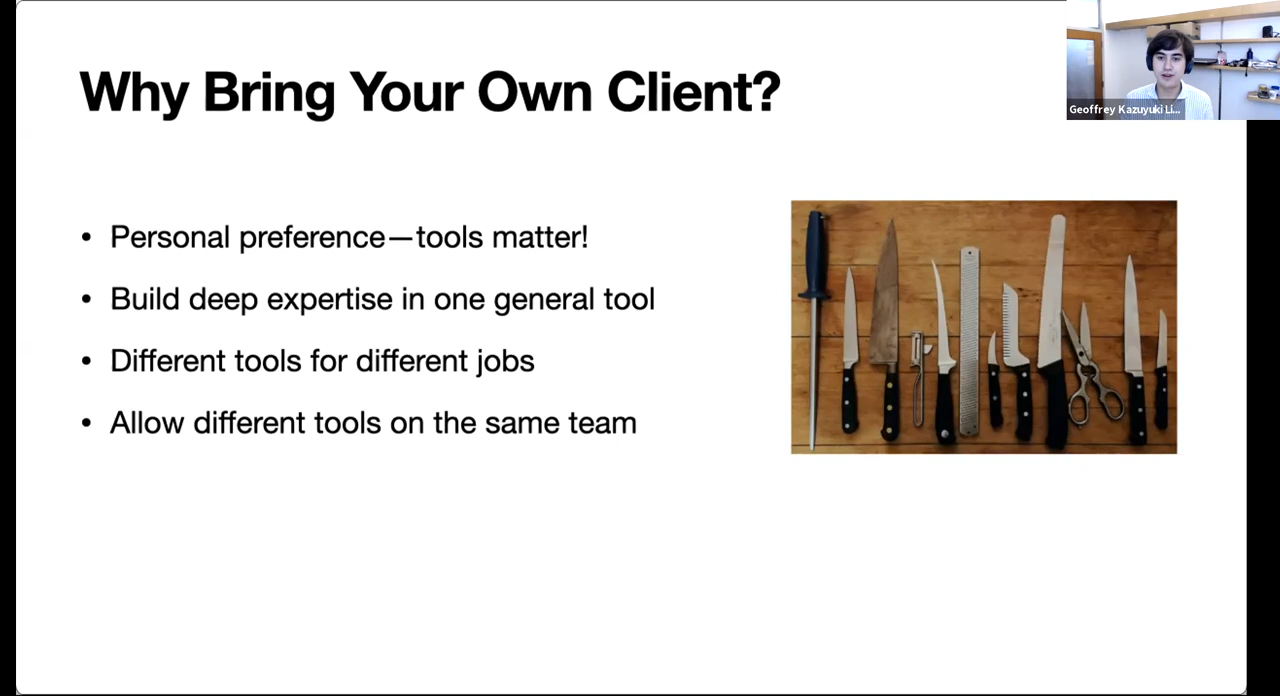 Why Bring Your Own Client?
Geoffrey Kazuyuki Li...
• Personal preference—tools matter!
• Build deep expertise in one general tool
• Different tools for different jobs
• Allow different tools on the same team